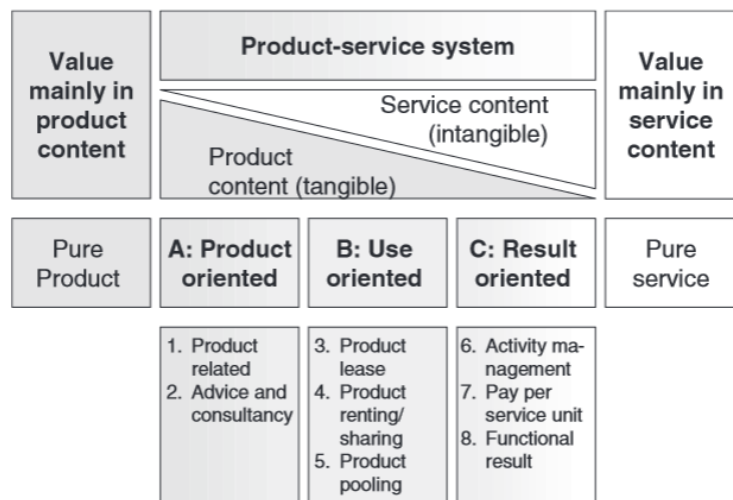 Value
mainly in
product
content
Product-service system
Service content
(intangible)
Product
content (tangible)
Value
mainly in
service
content
Pure
Product
A: Product
oriented
B: Use
oriented
C: Result
oriented
Pure
service
1. Product
related
2. Advice and
consultancy
3. Product
lease
4. Product
renting/
sharing
5. Product
pooling
6. Activity ma-
nagement
7. Pay per
service unit
8. Functional
result